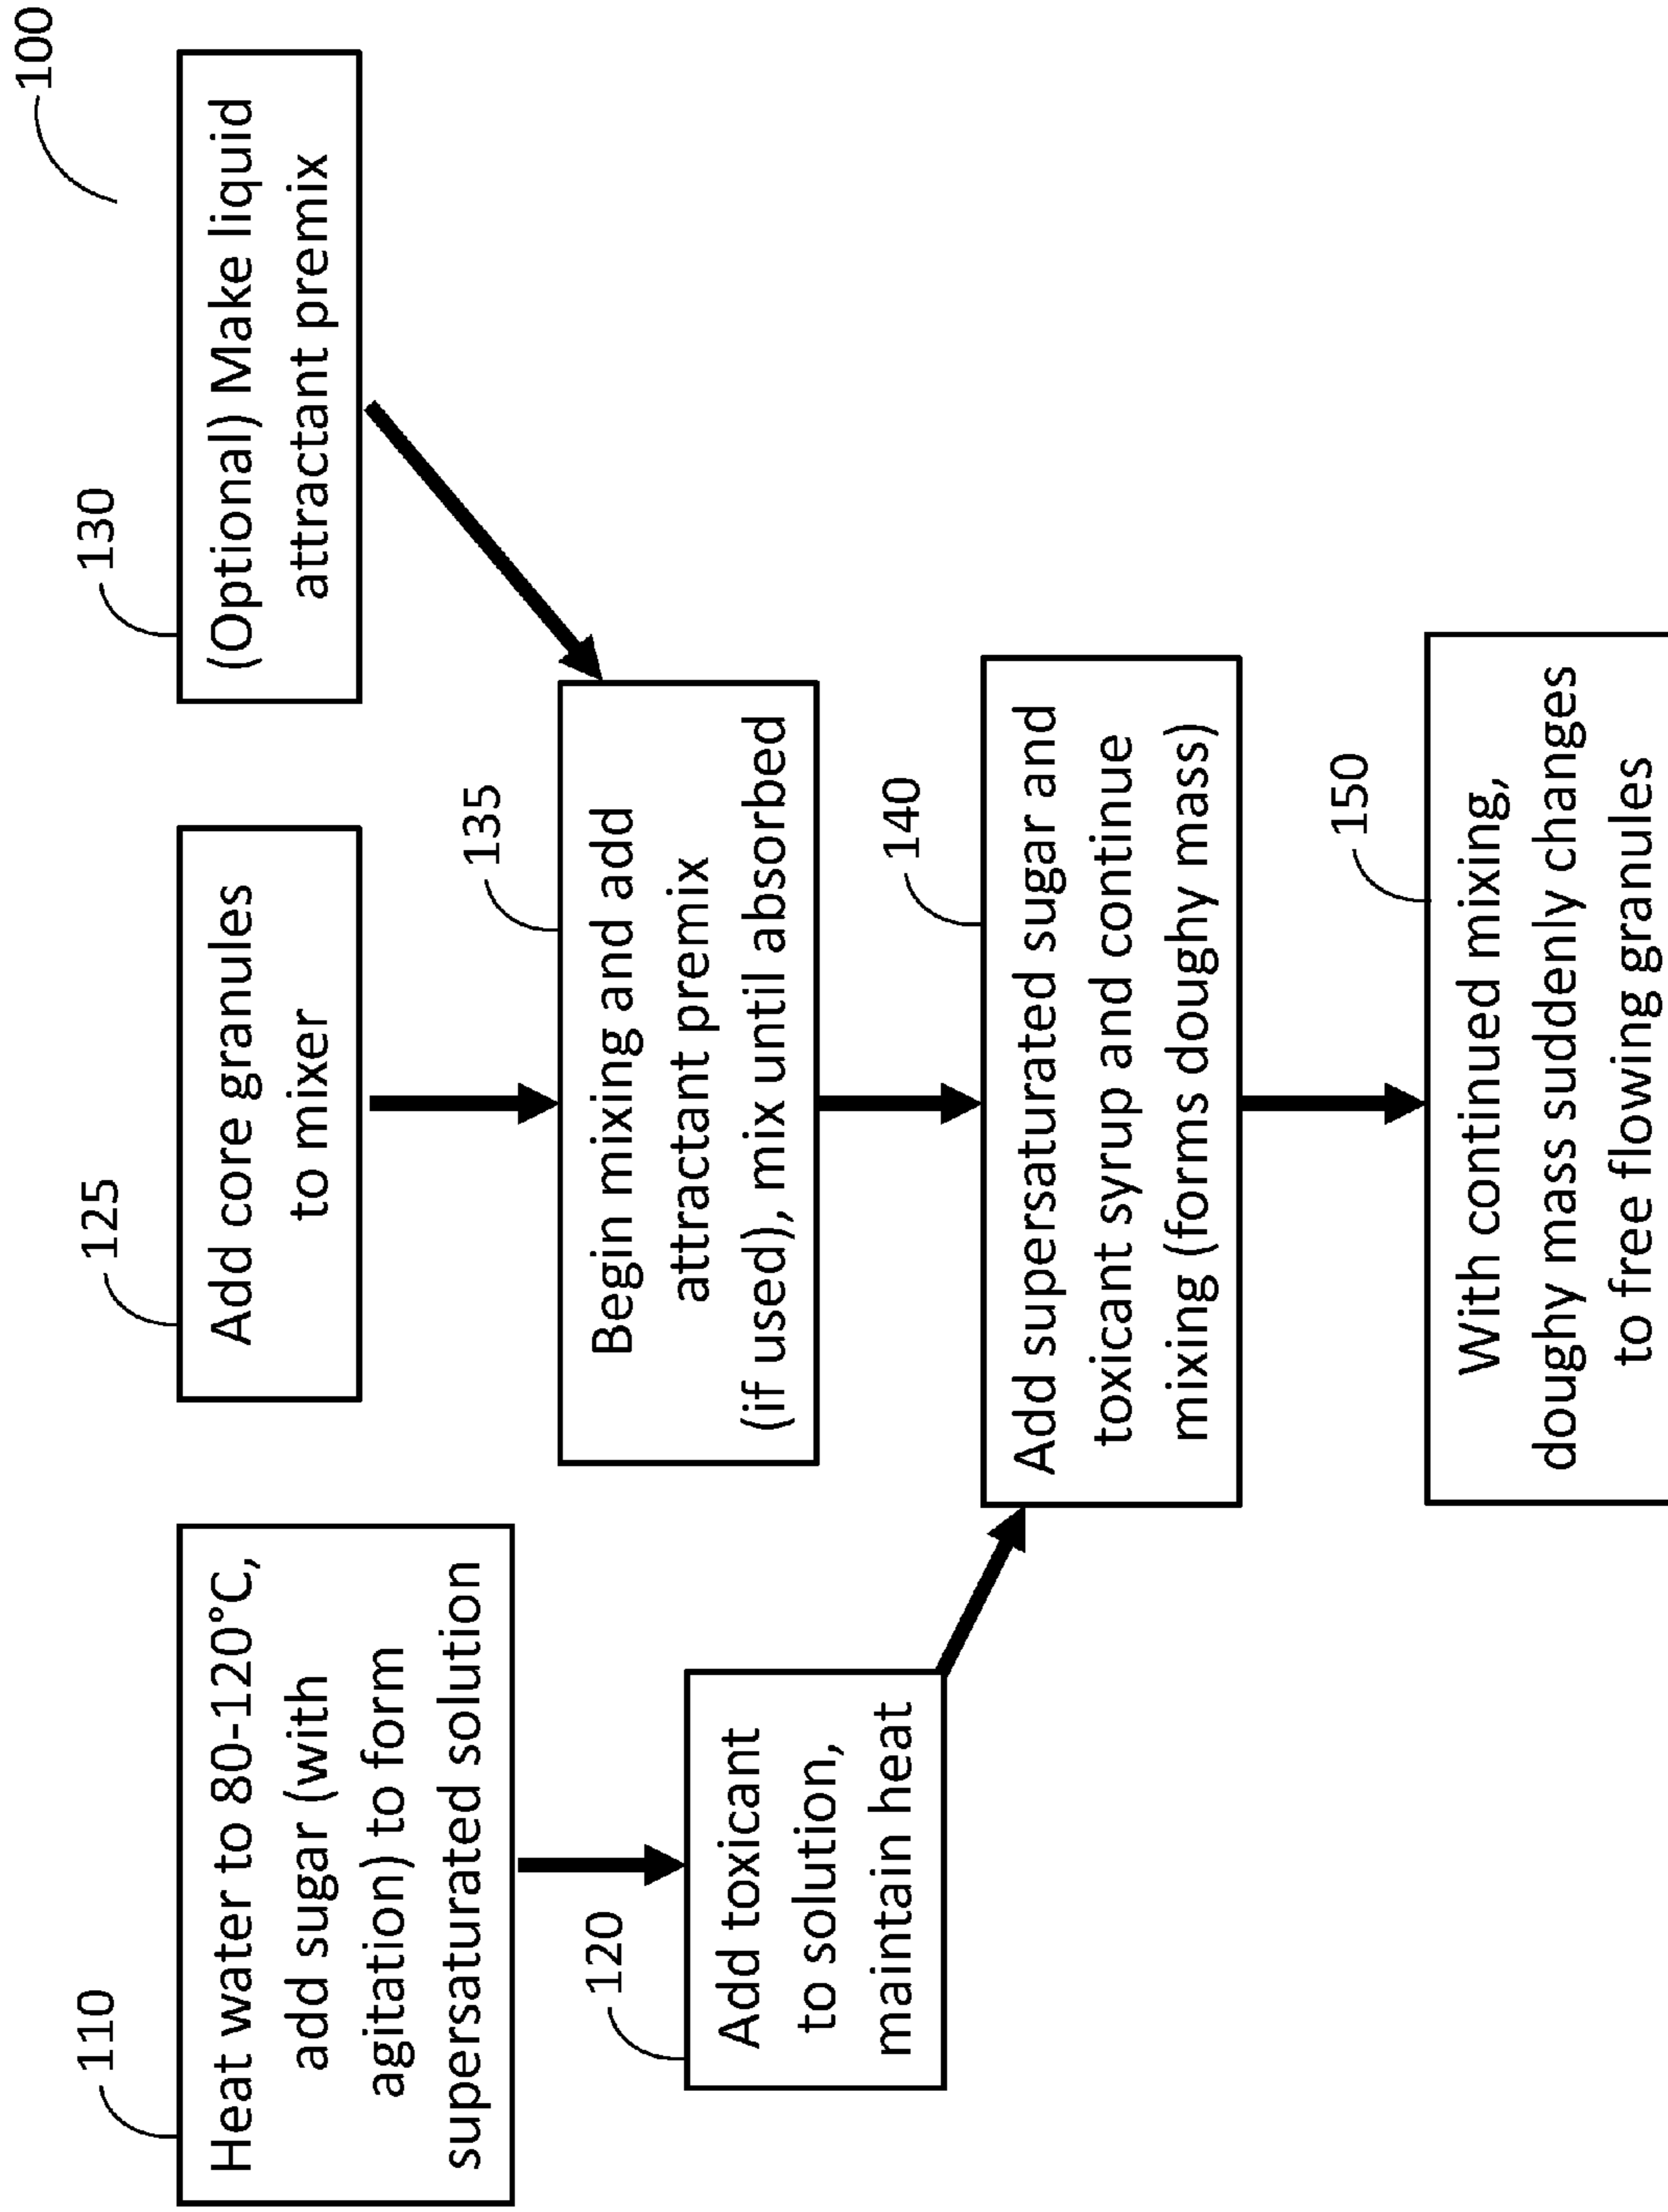 100
110
Heat water to 80-120°C,
add sugar (with
agitation) to form
supersaturated solution
125
Add core granules
to mixer
130
(Optional) Make liquid
attractant premix
120
Add toxicant
to solution,
maintain heat
135
Begin mixing and add
attractant premix
(if used), mix until absorbed
140
Add supersaturated sugar and
toxicant syrup and continue
mixing (forms doughy mass)
150
With continued mixing,
doughy mass suddenly changes
to free flowing granules